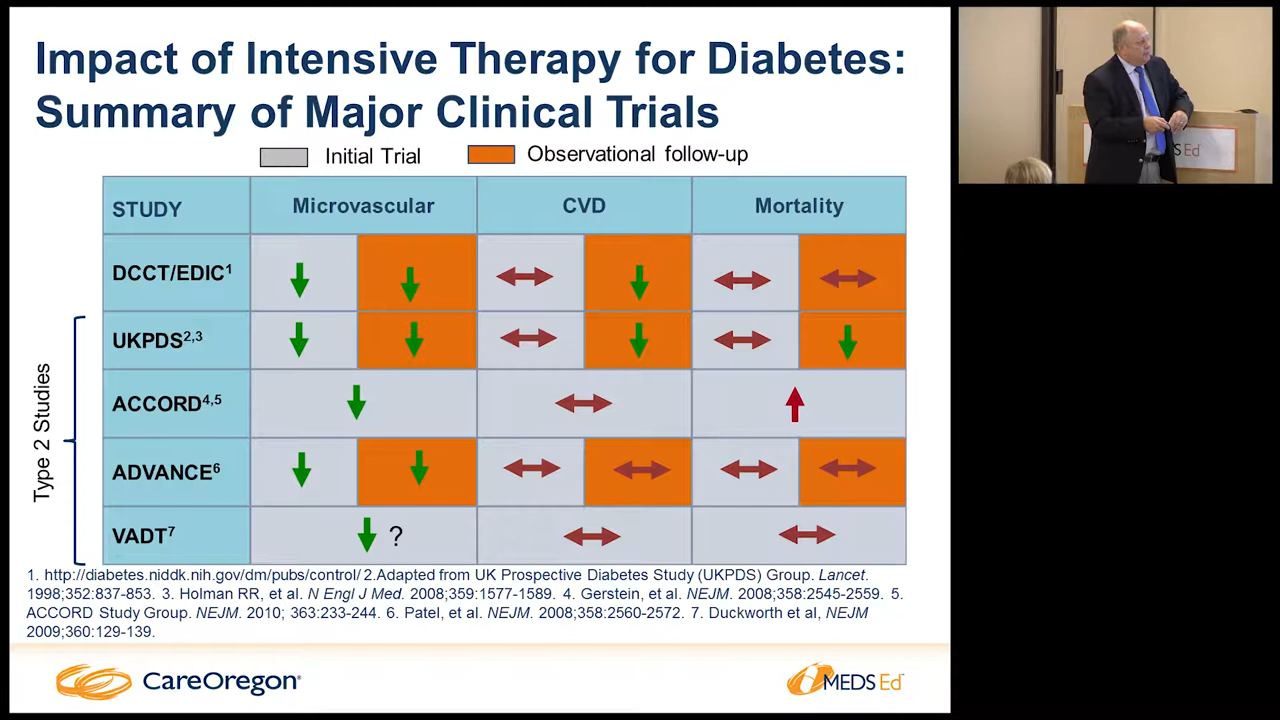 Impact of Intensive Therapy for Diabetes:
Summary of Major Clinical Trials
Initial Trial
Observational follow-up
STUDY Microvascular CVD Mortality
DCCT/EDIC1
UKPDS2,3
ACCORD4,5
ADVANCE6
VADT7 ?
Type 2 Studies
1. http://diabetes.niddk.nih.gov/dm/pubs/control/ 2.Adapted from UK Prospective Diabetes Study (UKPDS) Group. Lancet.
1998;352:837-853. 3. Holman RR, et al. N Engl J Med. 2008;359:1577-1589. 4. Gerstein, et al. NEJM. 2008;358:2545-2559. 5.
ACCORD Study Group. NEJM. 2010; 363:233-244. 6. Patel, et al. NEJM. 2008;358:2560-2572. 7. Duckworth et al, NEJM
2009;360:129-139.
CareOregon®
MEDS Ed
S Ed